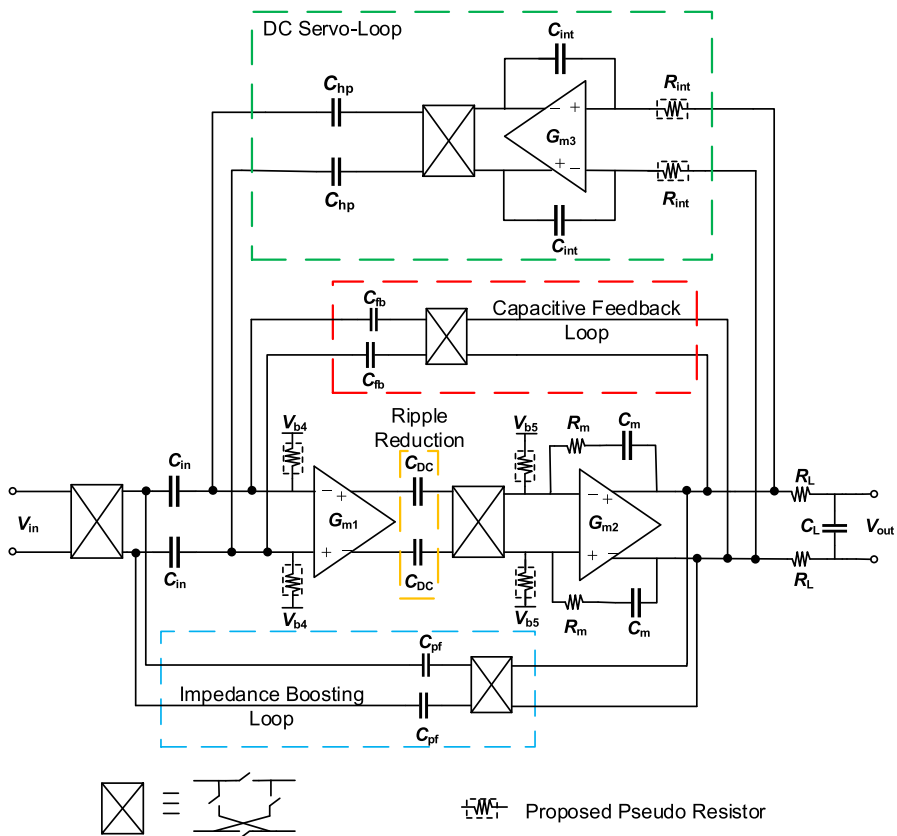 DC Servo-Loop
Cint
Chp
Rint
− +
Gm3
+ −
Chp
Rint
Cint
Cfb
Capacitive Feedback
Loop
Cfb
Ripple
Reduction
Vb4
Vb5
Rm
Cm
Cin
CDC
RL
− +
− +
Vin
Gm1
Gm2
CL
Vout
+ −
+ −
Cin
CDC
RL
Vb4
Vb5
Rm
Cm
Cpf
Impedance Boosting
Loop
Cpf
Proposed Pseudo Resistor